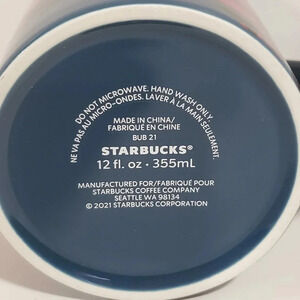 DO NOT MICROWAVE. HAND WASH ONLY
NE VA PAS AU MICRO-ONDES. LAVER À LA MAIN SEULEMENT.
MADE IN CHINA/
FABRIQUÉ EN CHINE
BUB 21
STARBUCKS®
12 fl. oz · 355mL
MANUFACTURED FOR/FABRIQUÉ POUR
STARBUCKS COFFEE COMPANY
SEATTLE WA 98134
© 2021 STARBUCKS CORPORATION